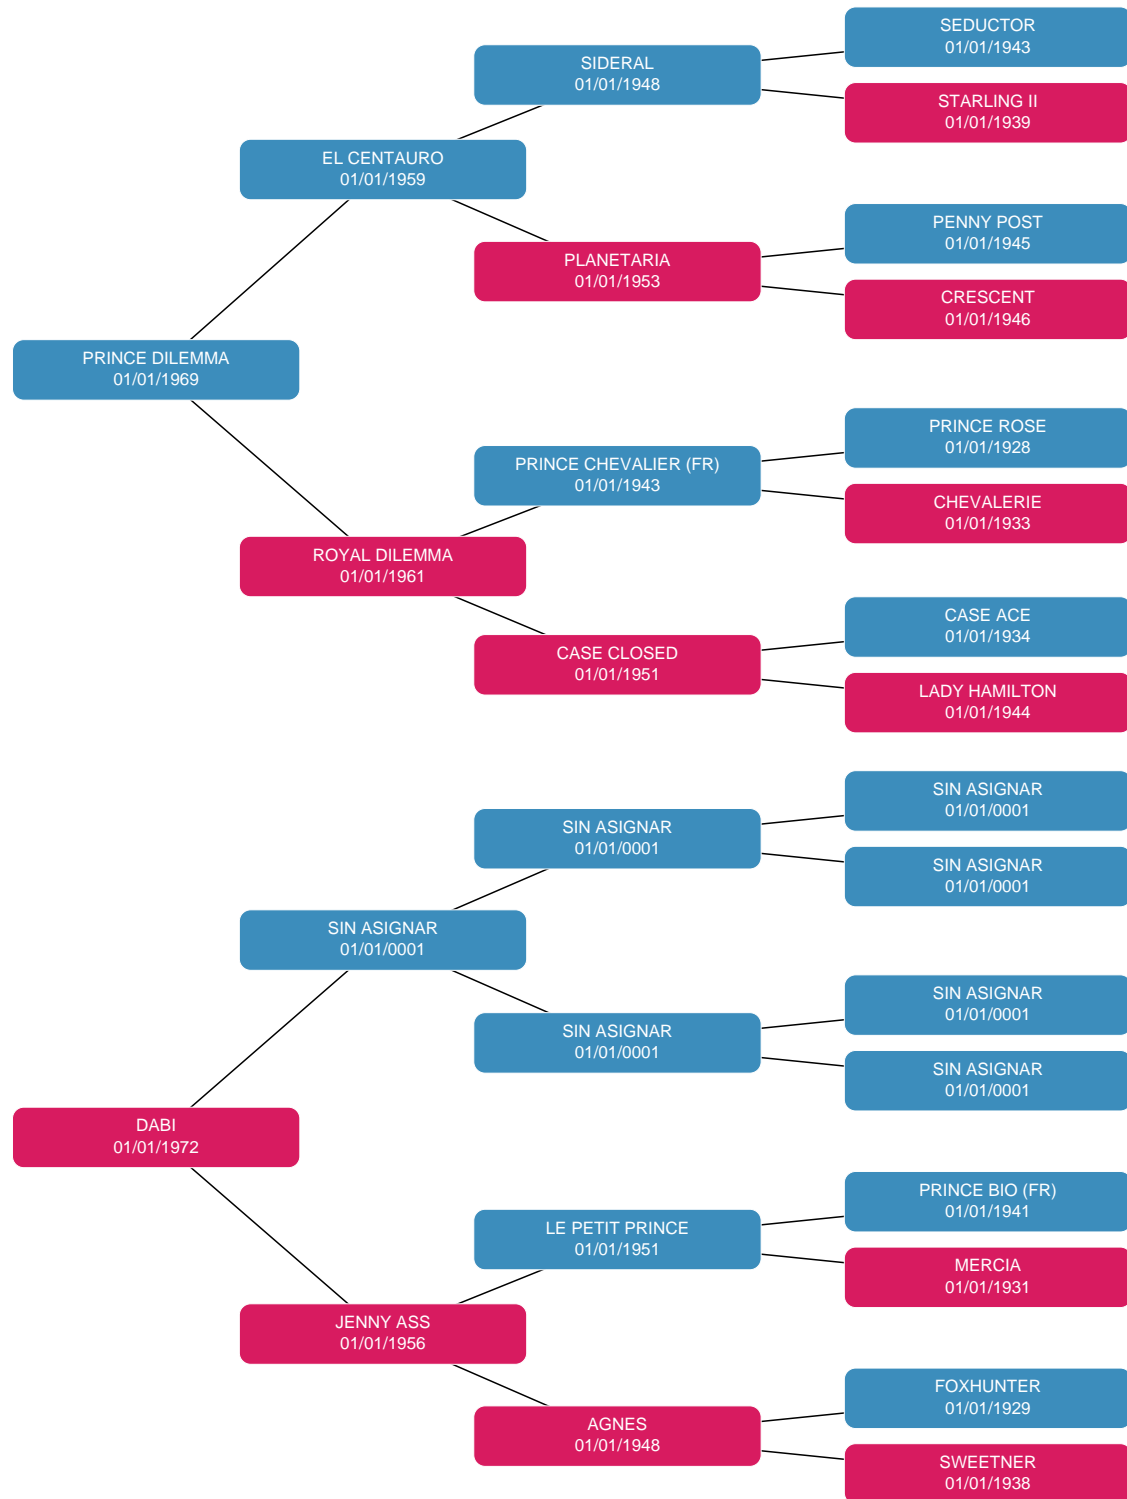 SEDUCTOR
01/01/1943
SIDERAL
01/01/1948
STARLING II
01/01/1939
EL CENTAURO
01/01/1959
PENNY POST
01/01/1945
PLANETARIA
01/01/1953
CRESCENT
01/01/1946
PRINCE DILEMMA
01/01/1969
PRINCE ROSE
01/01/1928
PRINCE CHEVALIER (FR)
01/01/1943
CHEVALERIE
01/01/1933
ROYAL DILEMMA
01/01/1961
CASE ACE
01/01/1934
CASE CLOSED
01/01/1951
LADY HAMILTON
01/01/1944
SIN ASIGNAR
01/01/0001
SIN ASIGNAR
01/01/0001
SIN ASIGNAR
01/01/0001
SIN ASIGNAR
01/01/0001
SIN ASIGNAR
01/01/0001
SIN ASIGNAR
01/01/0001
SIN ASIGNAR
01/01/0001
DABI
01/01/1972
PRINCE BIO (FR)
01/01/1941
LE PETIT PRINCE
01/01/1951
MERCIA
01/01/1931
JENNY ASS
01/01/1956
FOXHUNTER
01/01/1929
AGNES
01/01/1948
SWEETNER
01/01/1938